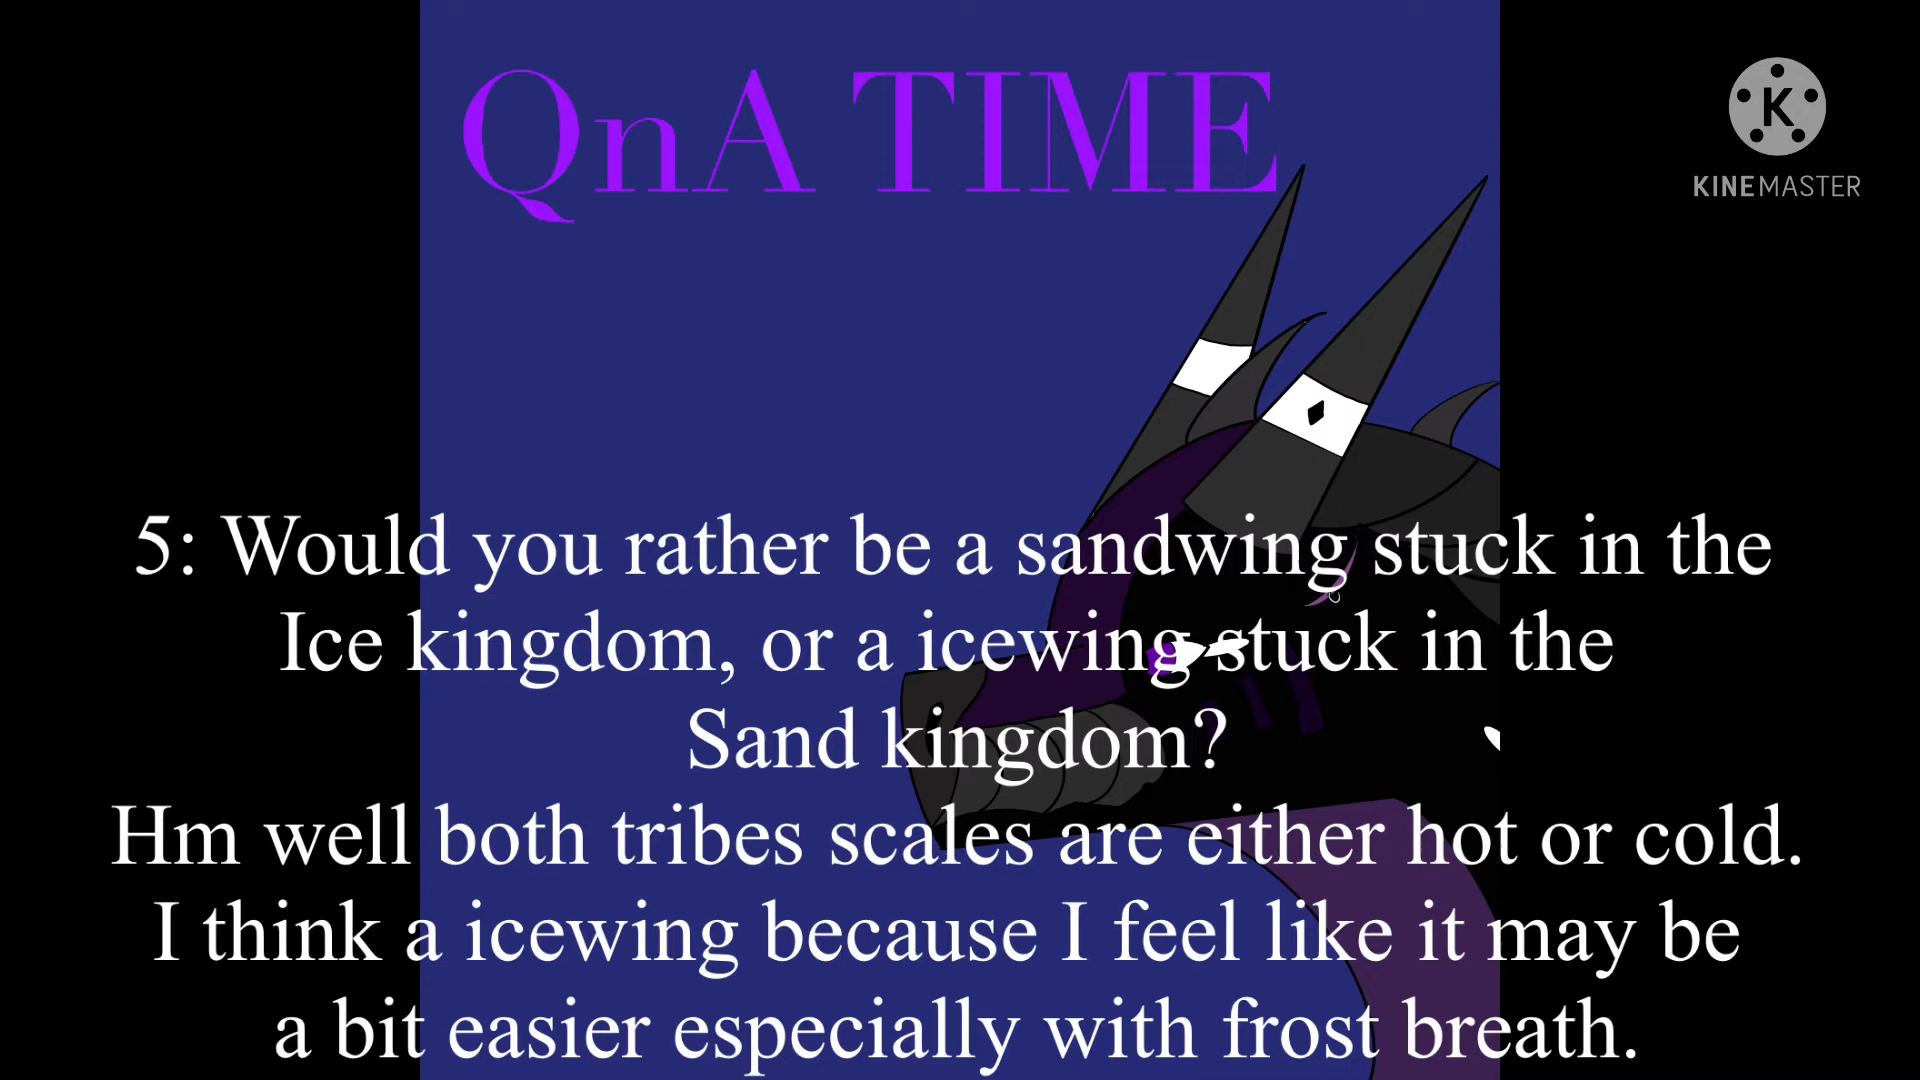 QnA TIME
K
KINEMASTER
5: Would you rather be a sandwing stuck in the
Ice kingdom, or a icewing stuck in the
Sand kingdom?
Hm well both tribes scales are either hot or cold.
I think a icewing because I feel like it may be
a bit easier especially with frost breath.